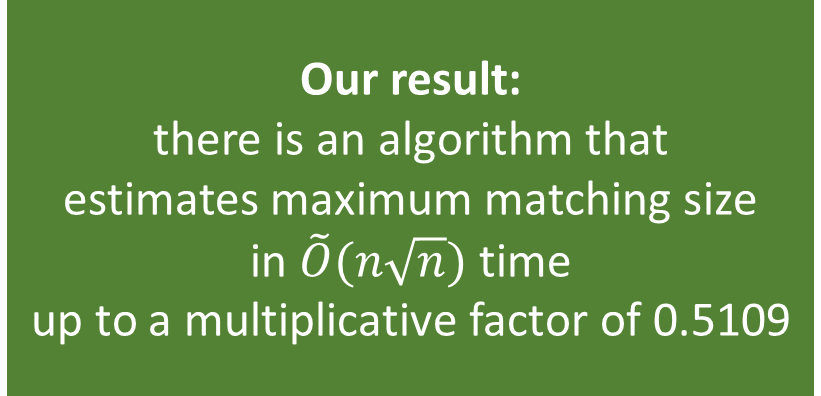 Our result:
there is an algorithm that
estimates maximum matching size
in Õ(n√n) time
up to a multiplicative factor of 0.5109